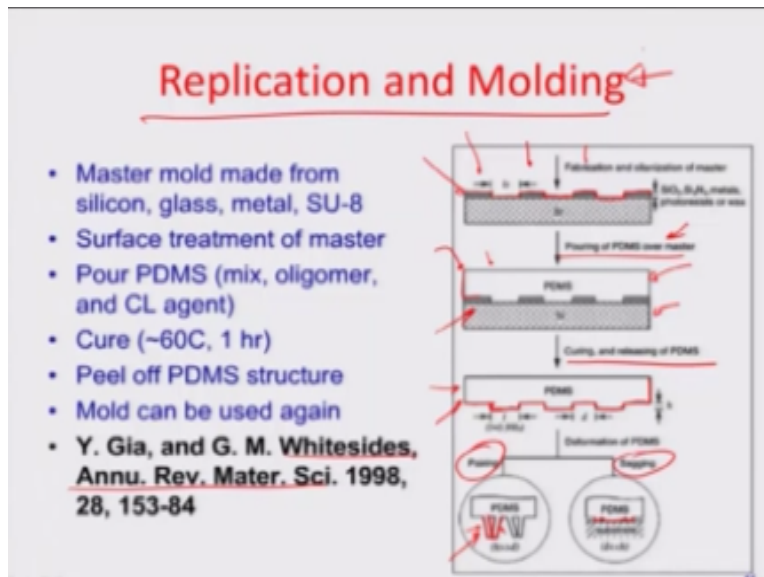 Replication and Molding
• Master mold made from
silicon, glass, metal, SU-8
• Surface treatment of master
• Pour PDMS (mix, oligomer,
and CL agent)
• Cure (~60C, 1 hr)
• Peel off PDMS structure
• Mold can be used again
• Y. Gia, and G. M. Whitesides,
Annu. Rev. Mater. Sci. 1998,
28, 153-84
Fabrication and silanization of master
photoresists or wax
Pouring of PDMS over master
PDMS
Curing, and releasing of PDMS
PDMS
Deformation of PDMS
Sagging
PDMS
PDMS